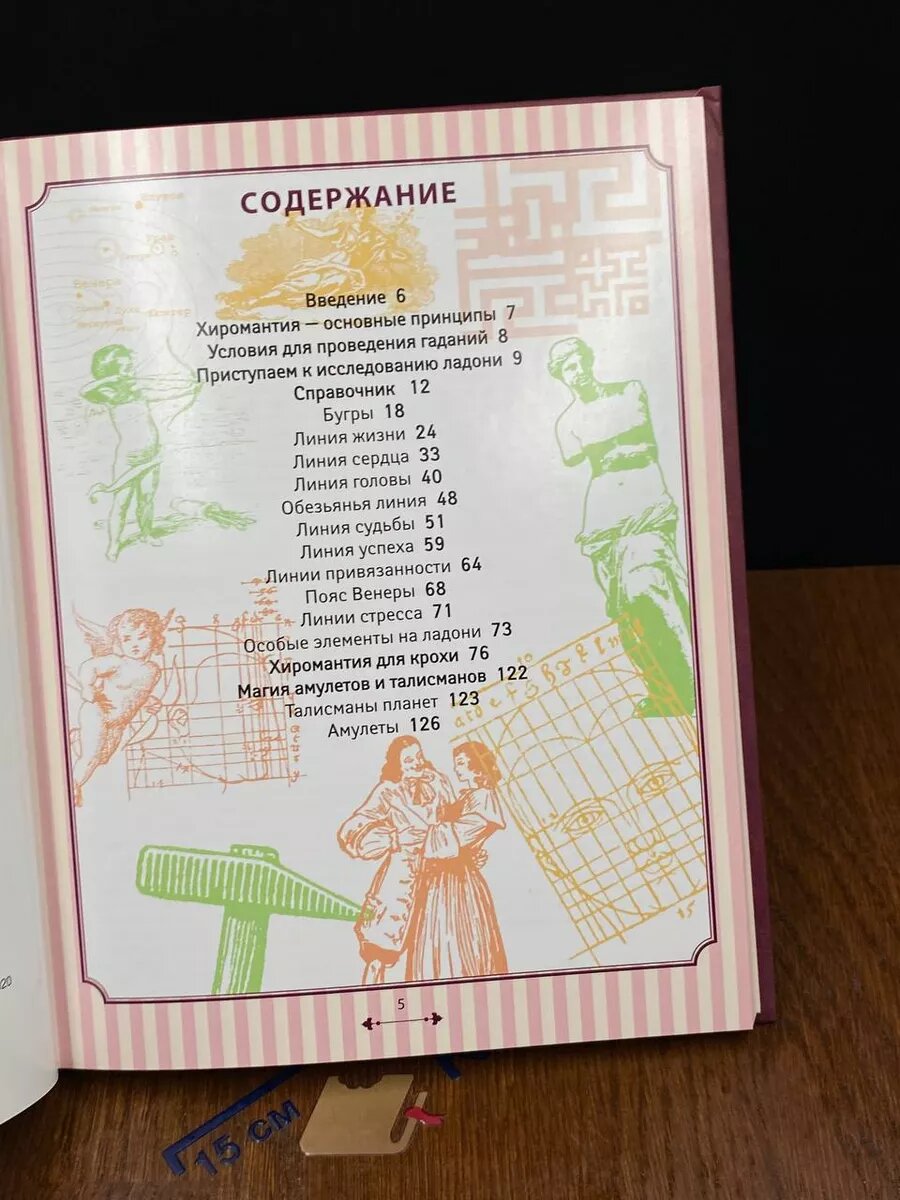 СОДЕРЖАНИЕ
Введение 6
Хиромантия — основные принципы 7
Условия для проведения гаданий 8
Приступаем к исследованию ладони 9
Справочник 12
Бугры 18
Линия жизни 24
Линия сердца 33
Линия головы 40
Обезьянья линия 48
Линия судьбы 51
Линия успеха 59
Линии привязанности 64
Пояс Венеры 68
Линии стресса 71
Особые элементы на ладони 73
Хиромантия для крохи 76
Магия амулетов и талисманов 122
Талисманы планет 123
Амулеты 126
5
15 СМ